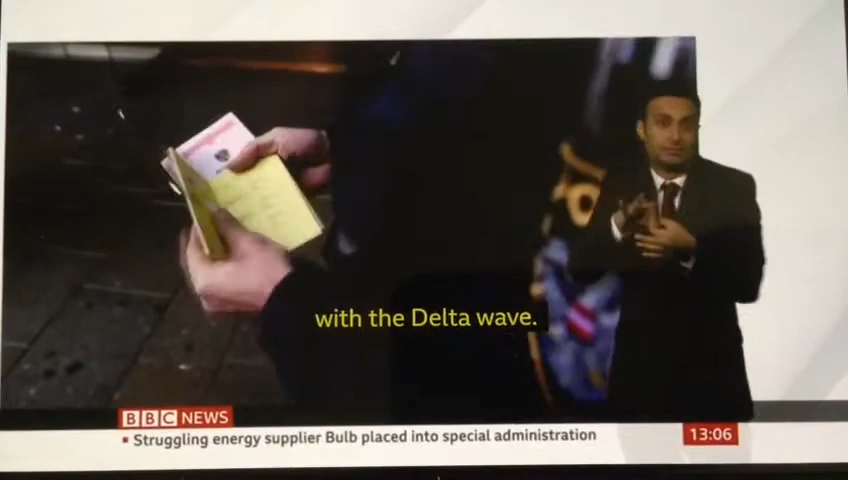 with the Delta wave.
BBC NEWS
Struggling energy supplier Bulb placed into special administration
13:06